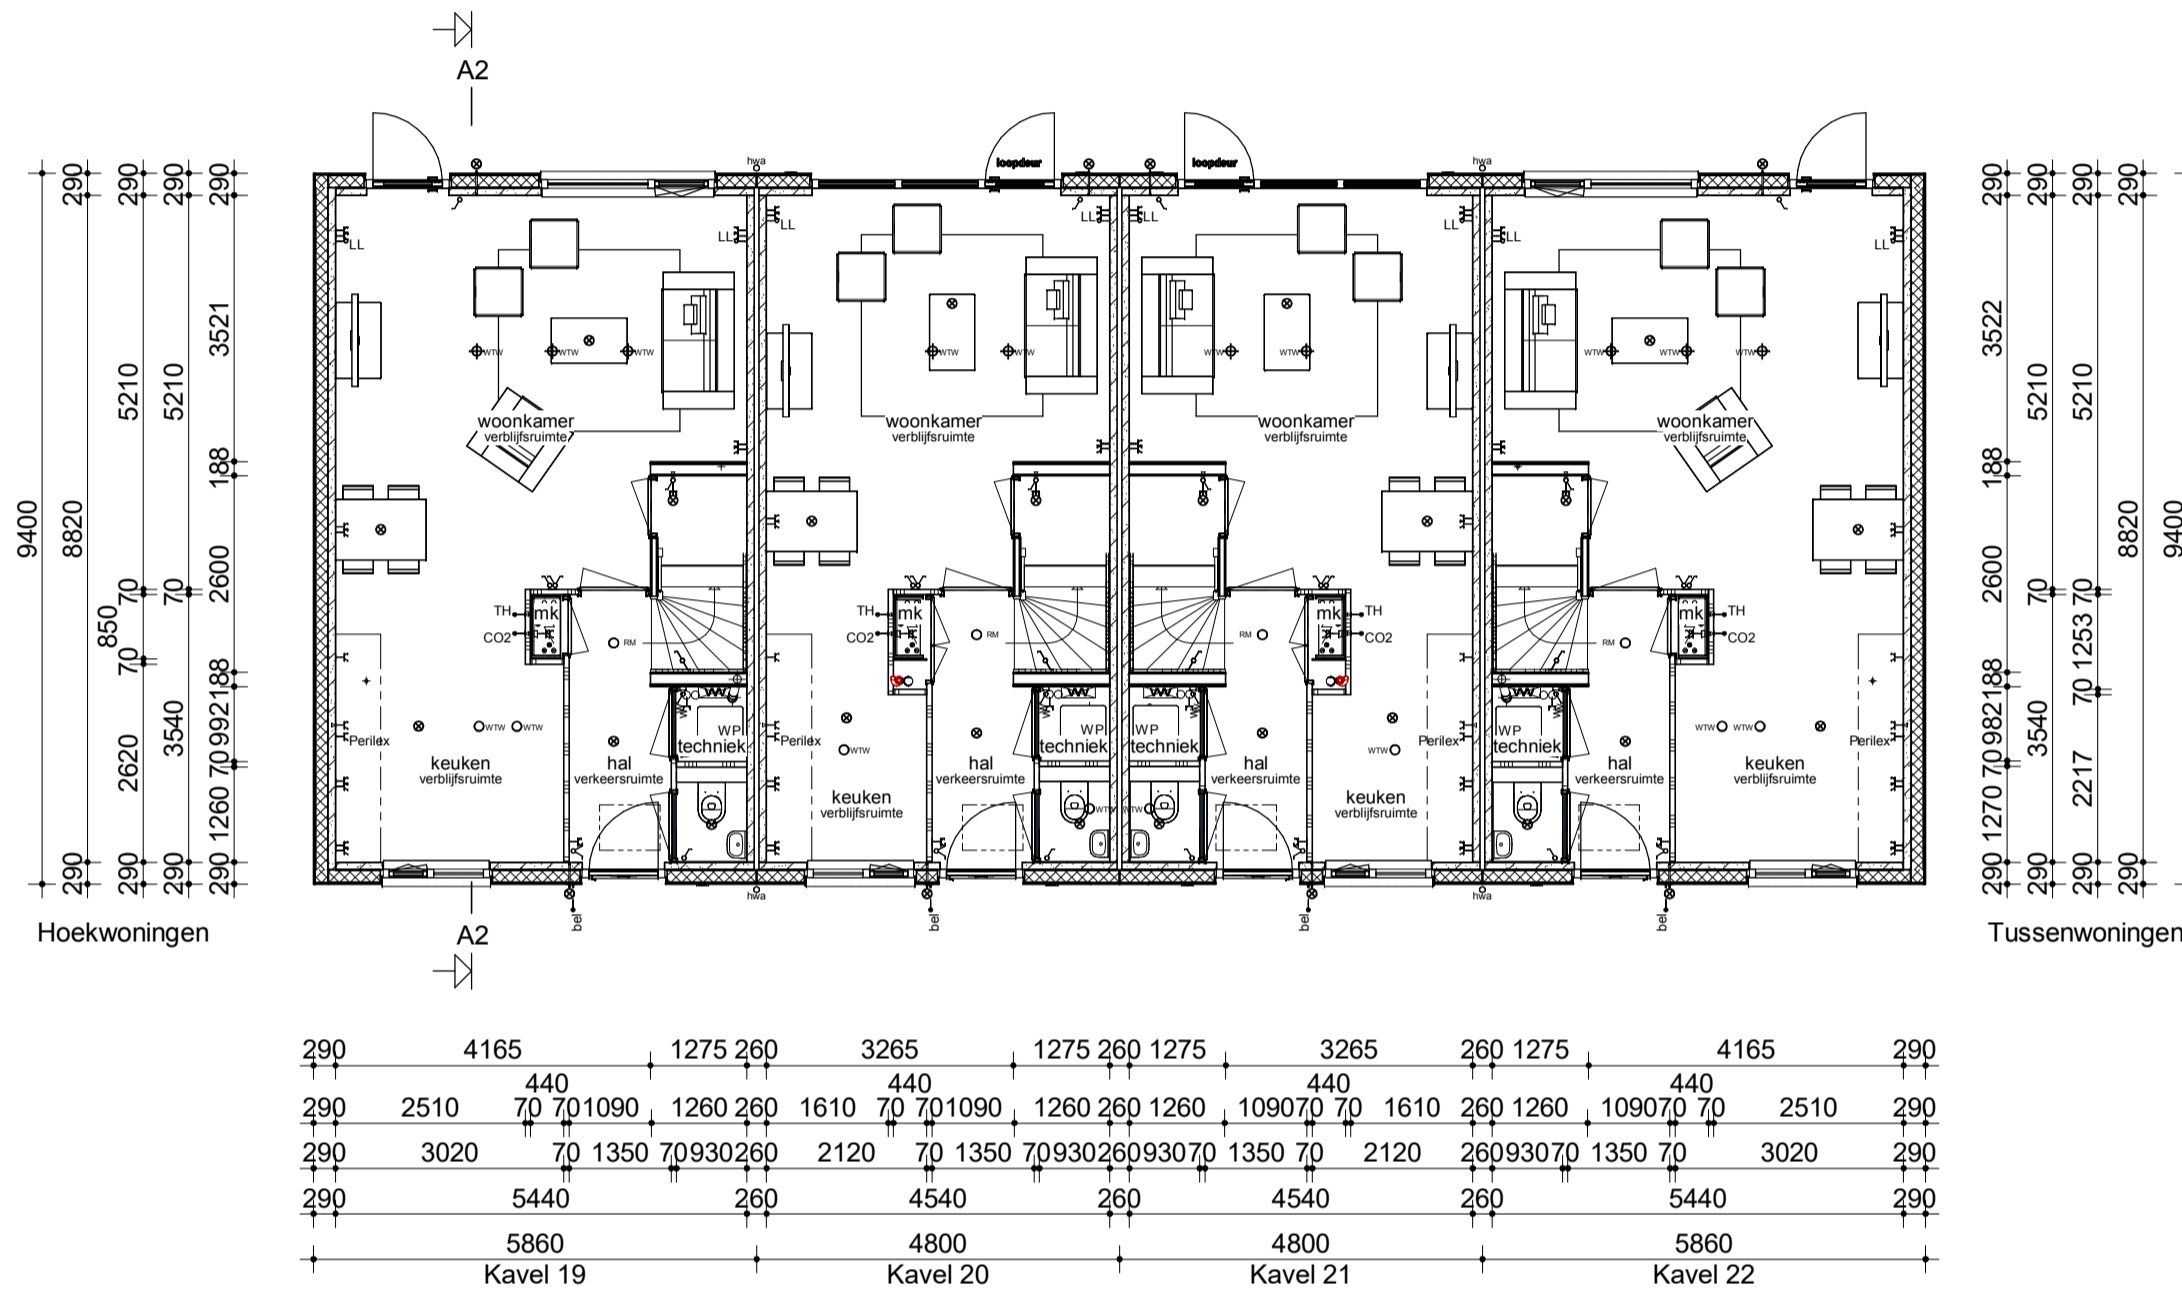 A2
hwa
loopdeur
loopdeur
hwa
LL
LL
LL
LL
LL
LL
LL
LL
WTW
WTW
WTW
WTW
WTW
WTW
WTW
WTW
WTW
WTW
woonkamer
verblijfsruimte
woonkamer
verblijfsruimte
woonkamer
verblijfsruimte
woonkamer
verblijfsruimte
TH
mk
CO2
RM
TH
mk
CO2
RM
RM
mk
TH
CO2
RM
mk
TH
CO2
Perilex
WTW
WTW
keuken
verblijfsruimte
hal
verkeersruimte
WP
techniek
Perilex
WTW
keuken
verblijfsruimte
hal
verkeersruimte
WP
techniek
WTW
WP
techniek
WTW
hal
verkeersruimte
WTW
Perilex
keuken
verblijfsruimte
WP
techniek
hal
verkeersruimte
WTW
WTW
Perilex
keuken
verblijfsruimte
bel
hwa
bel
bel
hwa
bel
A2
9400
290 8820 290
290 5210 70 850 70 2620 290
290 5210 70 3540 290
290 3521 188 2600 188 992 70 1260 290
Hoekwoningen
290 3522 188 2600 188 982 70 1270 290
290 5210 70 3540 290
290 5210 70 1253 70 2217 290
290 8820 290
9400
Tussenwoningen
290 4165 1275 260 3265 1275 260 1275 3265 260 1275 4165 290
440 440 440 440
290 2510 70 70 1090 1260 260 1610 70 70 1090 1260 260 1260 1090 70 70 1610 260 1260 1090 70 70 2510 290
290 3020 70 1350 70 930 260 2120 70 1350 70 930 260 930 70 1350 70 2120 260 930 70 1350 70 3020 290
290 5440 260 4540 260 4540 260 5440 290
5860 4800 4800 5860
Kavel 19 Kavel 20 Kavel 21 Kavel 22